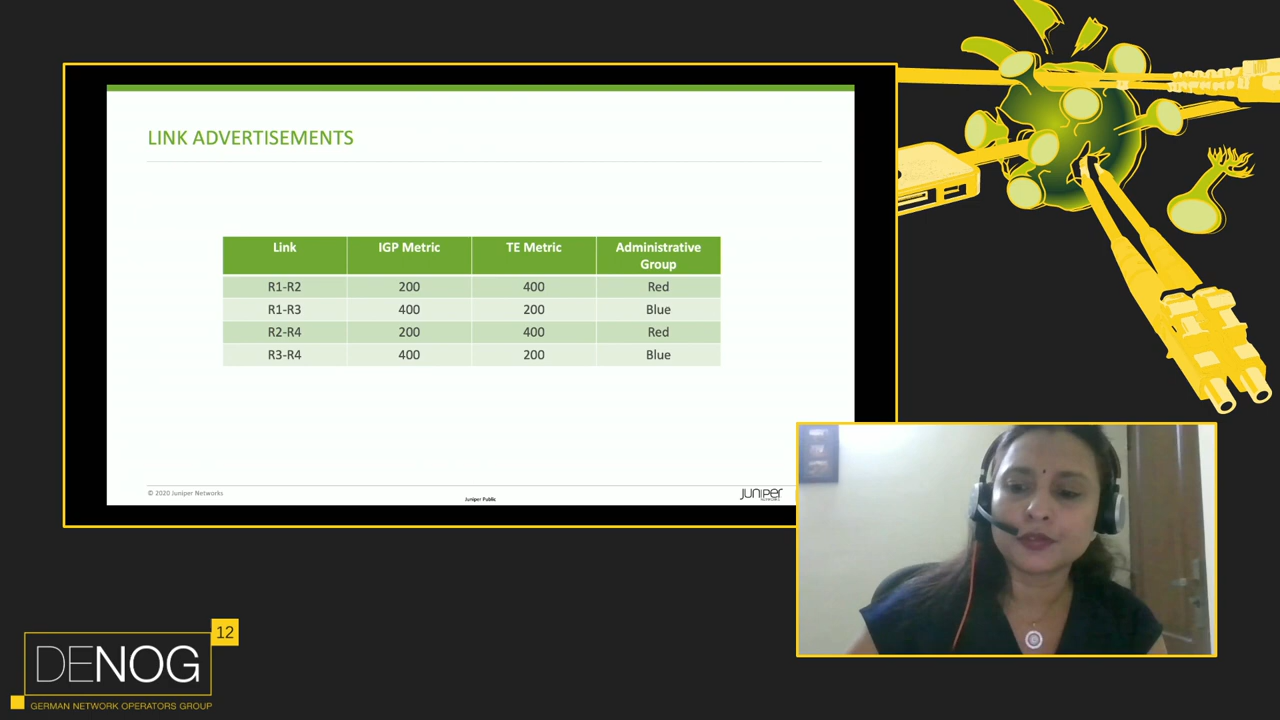 LINK ADVERTISEMENTS
Link IGP Metric TE Metric Administrative Group
R1-R2 200 400 Red
R1-R3 400 200 Blue
R2-R4 200 400 Red
R3-R4 400 200 Blue
© 2020 Juniper Networks
Juniper Public
JUNIPER
NETWORKS
12
DENOG
GERMAN NETWORK OPERATORS GROUP